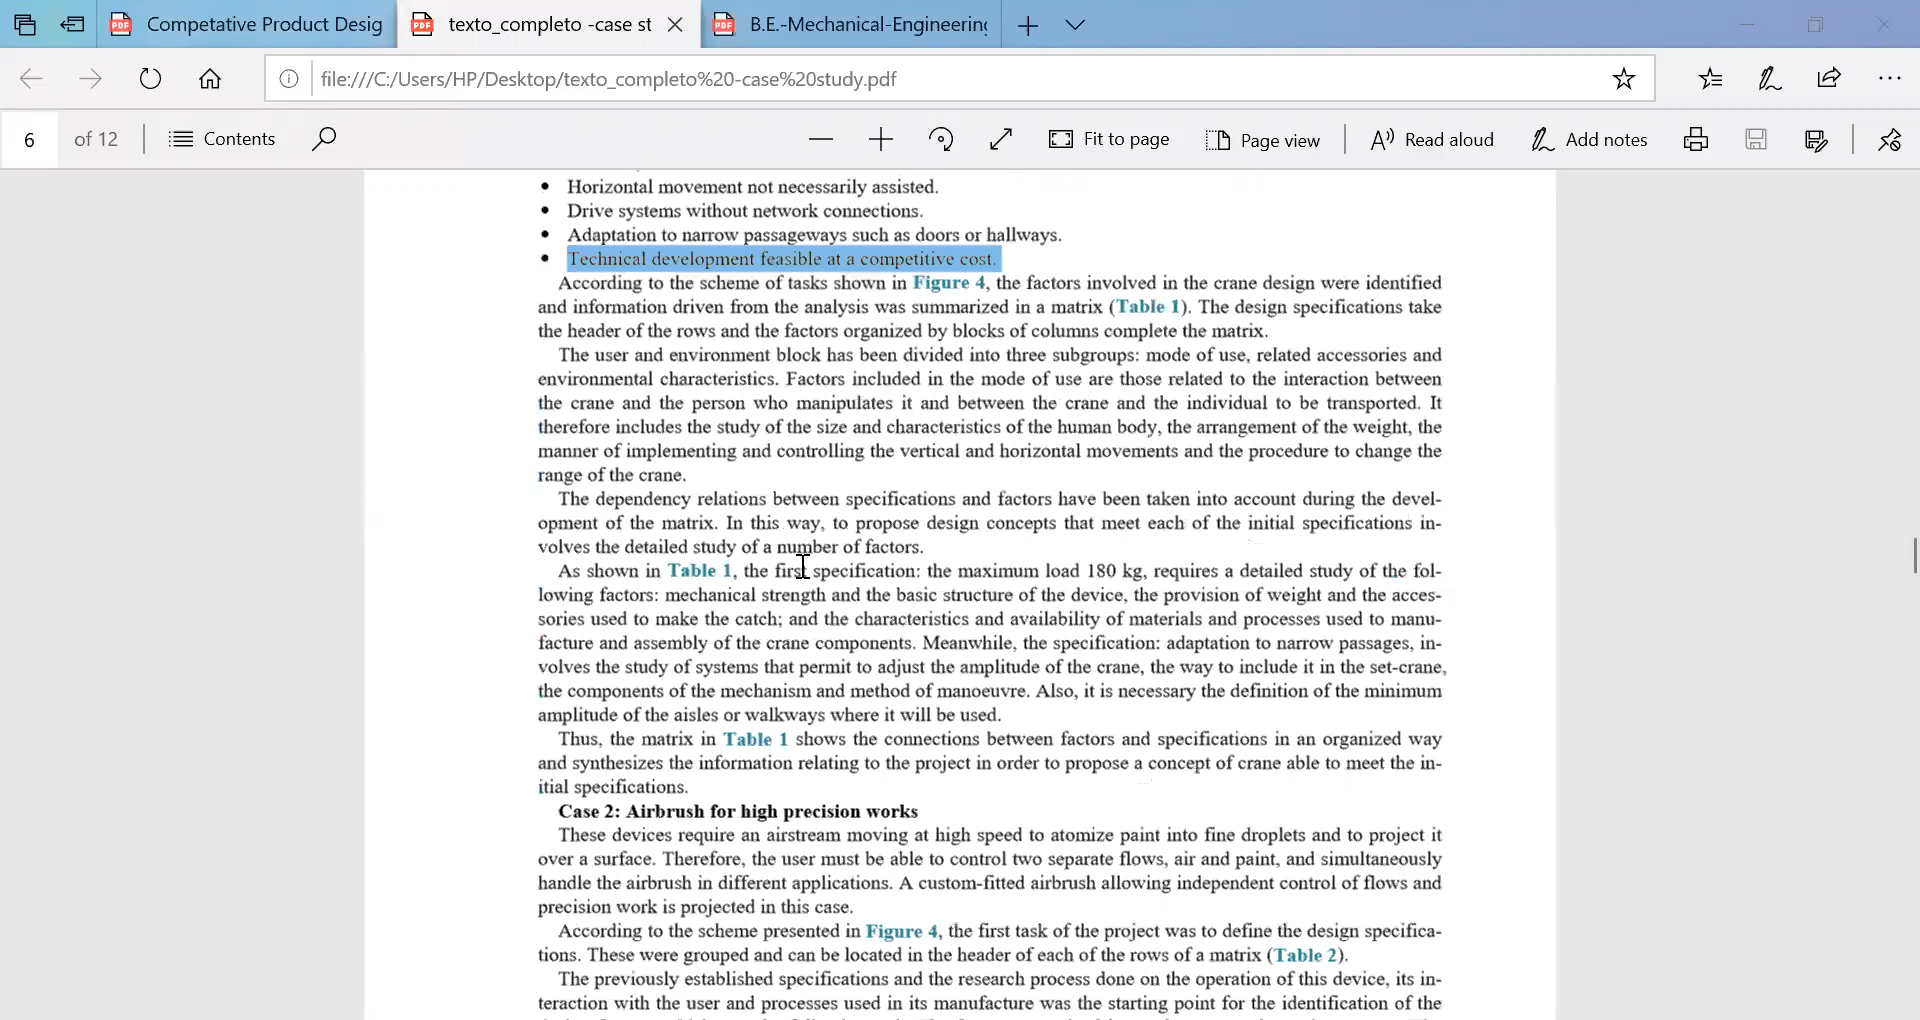 Competative Product Desig
texto_completo -case st
B.E.-Mechanical-Engineering
file:///C:/Users/HP/Desktop/texto_completo%20-case%20study.pdf
6 of 12 Contents Fit to page Page view Read aloud Add notes
• Horizontal movement not necessarily assisted.
• Drive systems without network connections.
• Adaptation to narrow passageways such as doors or hallways.
• Technical development feasible at a competitive cost.
According to the scheme of tasks shown in Figure 4, the factors involved in the crane design were identified
and information driven from the analysis was summarized in a matrix (Table 1). The design specifications take
the header of the rows and the factors organized by blocks of columns complete the matrix.
The user and environment block has been divided into three subgroups: mode of use, related accessories and
environmental characteristics. Factors included in the mode of use are those related to the interaction between
the crane and the person who manipulates it and between the crane and the individual to be transported. It
therefore includes the study of the size and characteristics of the human body, the arrangement of the weight, the
manner of implementing and controlling the vertical and horizontal movements and the procedure to change the
range of the crane.
The dependency relations between specifications and factors have been taken into account during the devel-
opment of the matrix. In this way, to propose design concepts that meet each of the initial specifications in-
volves the detailed study of a number of factors.
As shown in Table 1, the first specification: the maximum load 180 kg, requires a detailed study of the fol-
lowing factors: mechanical strength and the basic structure of the device, the provision of weight and the acces-
sories used to make the catch; and the characteristics and availability of materials and processes used to manu-
facture and assembly of the crane components. Meanwhile, the specification: adaptation to narrow passages, in-
volves the study of systems that permit to adjust the amplitude of the crane, the way to include it in the set-crane,
the components of the mechanism and method of manoeuvre. Also, it is necessary the definition of the minimum
amplitude of the aisles or walkways where it will be used.
Thus, the matrix in Table 1 shows the connections between factors and specifications in an organized way
and synthesizes the information relating to the project in order to propose a concept of crane able to meet the in-
itial specifications.
Case 2: Airbrush for high precision works
These devices require an airstream moving at high speed to atomize paint into fine droplets and to project it
over a surface. Therefore, the user must be able to control two separate flows, air and paint, and simultaneously
handle the airbrush in different applications. A custom-fitted airbrush allowing independent control of flows and
precision work is projected in this case.
According to the scheme presented in Figure 4, the first task of the project was to define the design specifica-
tions. These were grouped and can be located in the header of each of the rows of a matrix (Table 2).
The previously established specifications and the research process done on the operation of this device, its in-
teraction with the user and processes used in its manufacture was the starting point for the identification of the